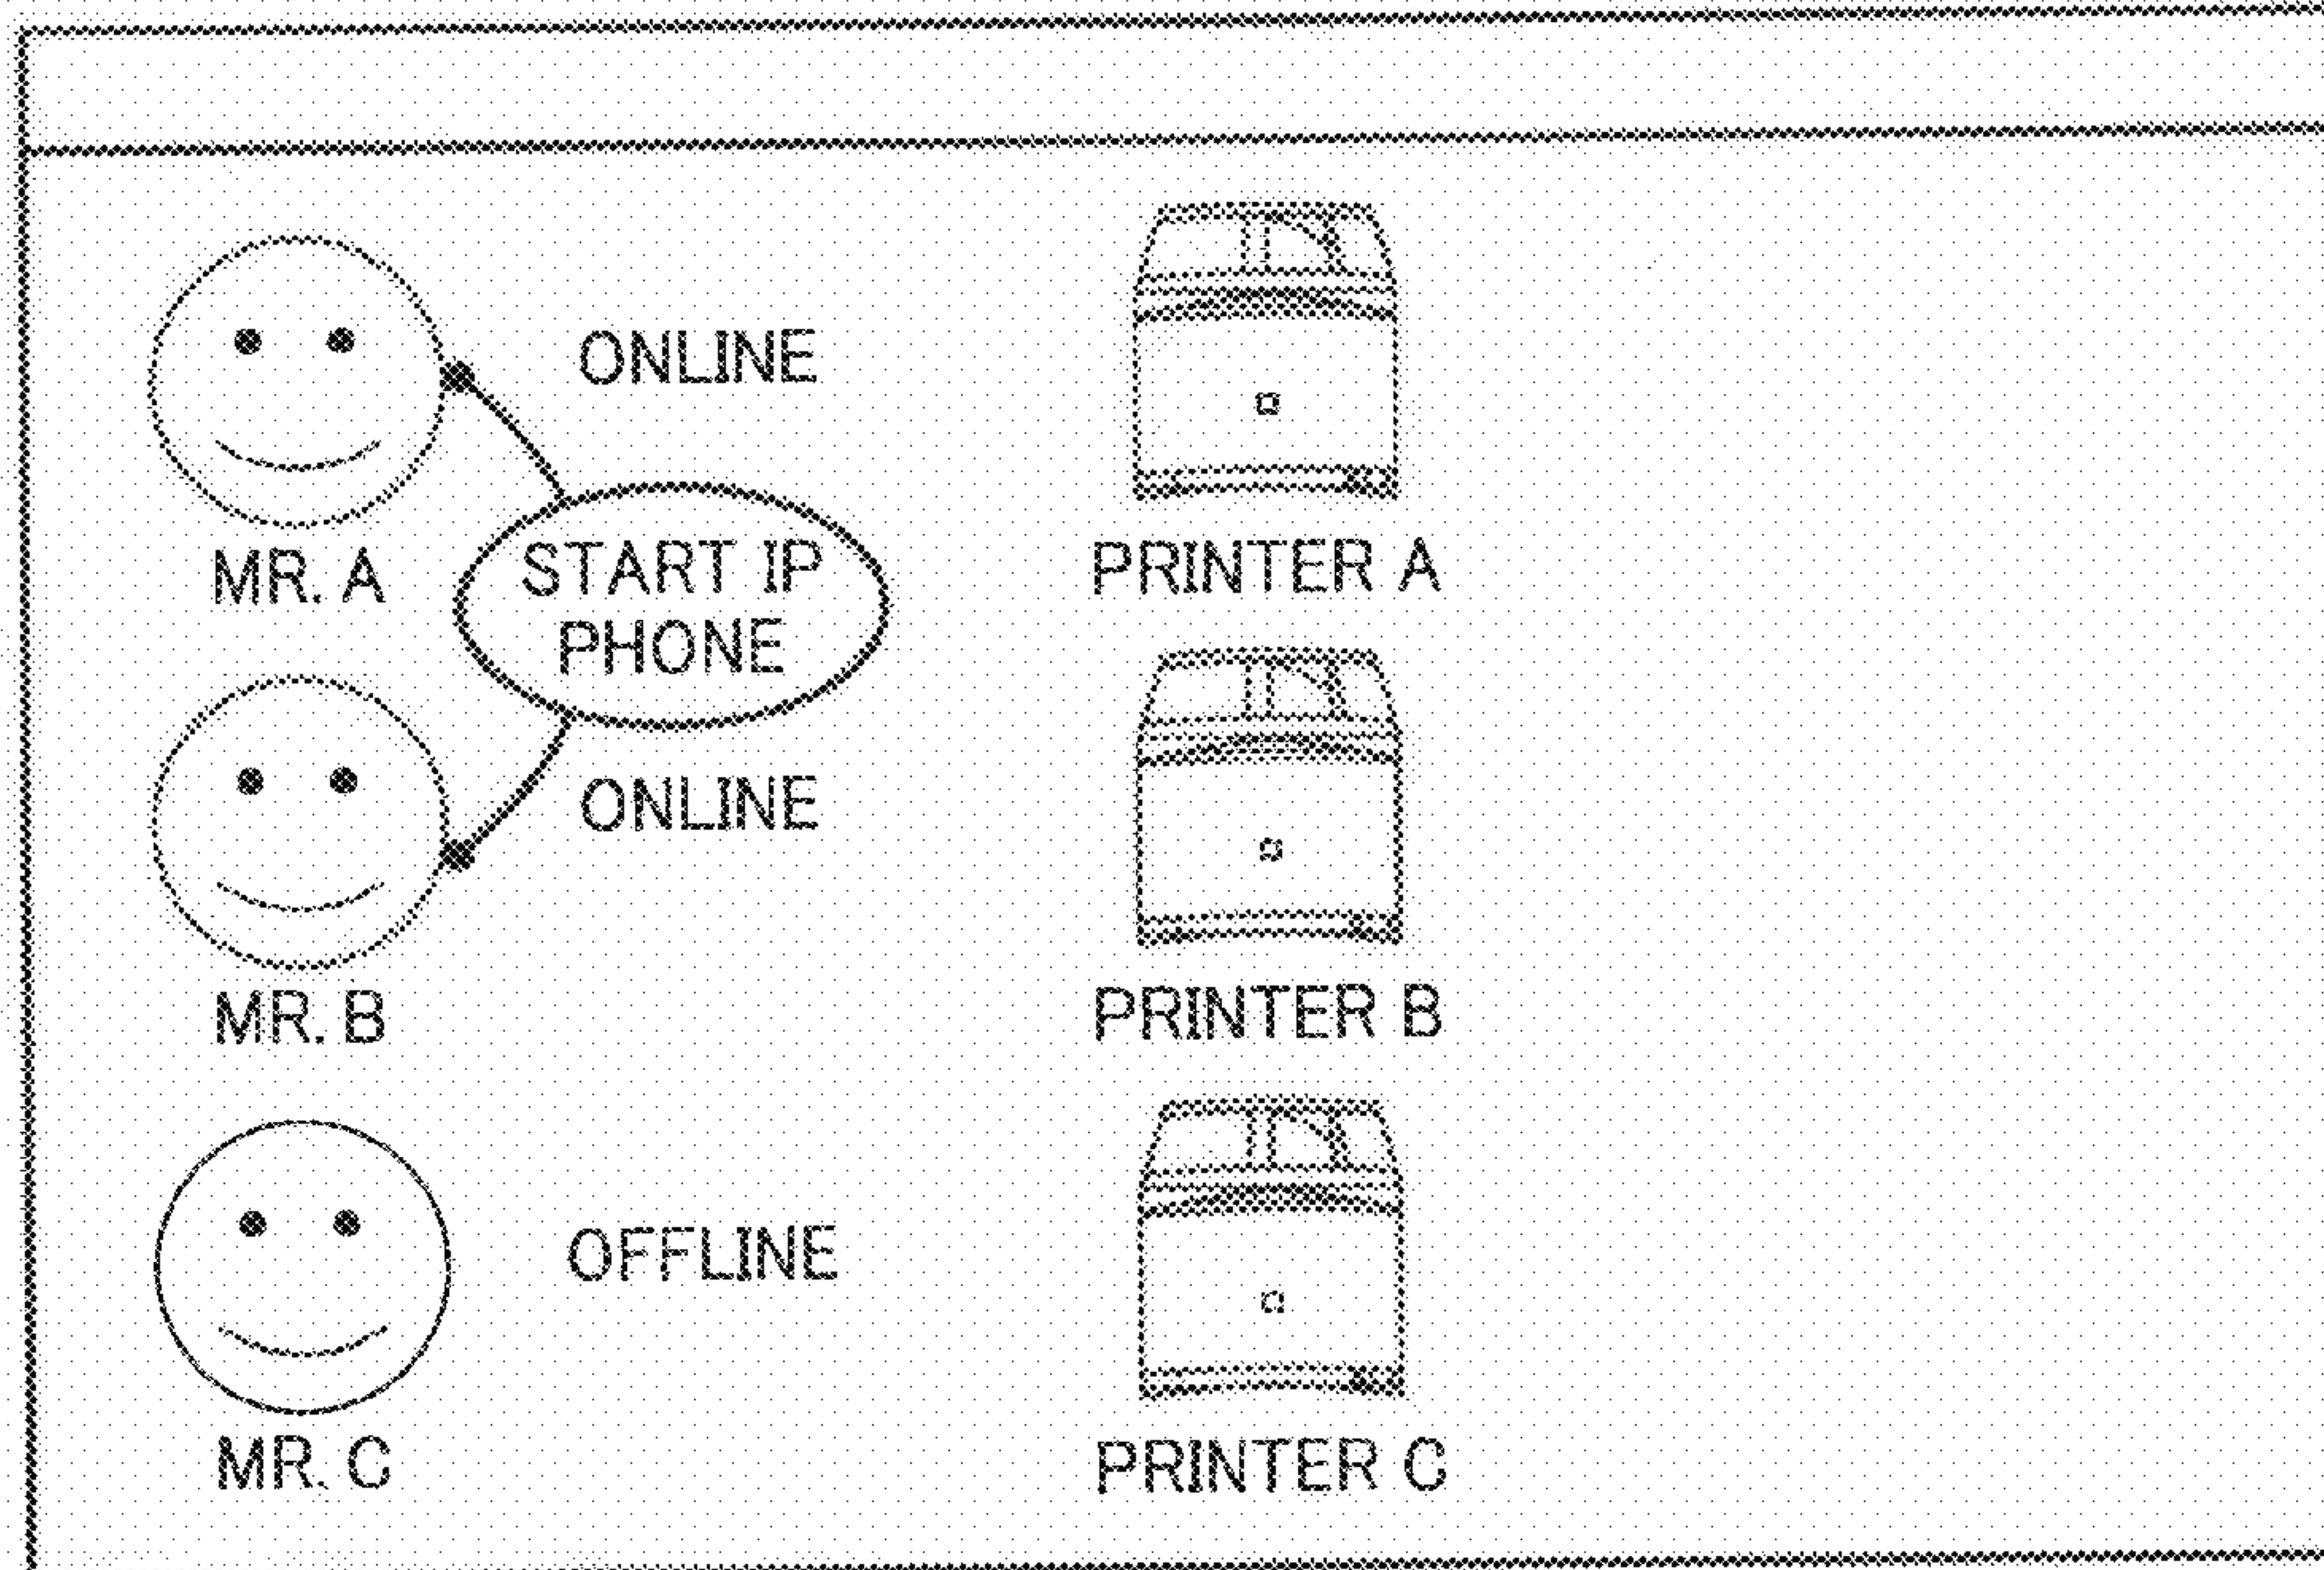 ONLINE
MR. A
START IP
PHONE
PRINTER A
ONLINE
MR. B
PRINTER B
OFFLINE
MR. C
PRINTER C